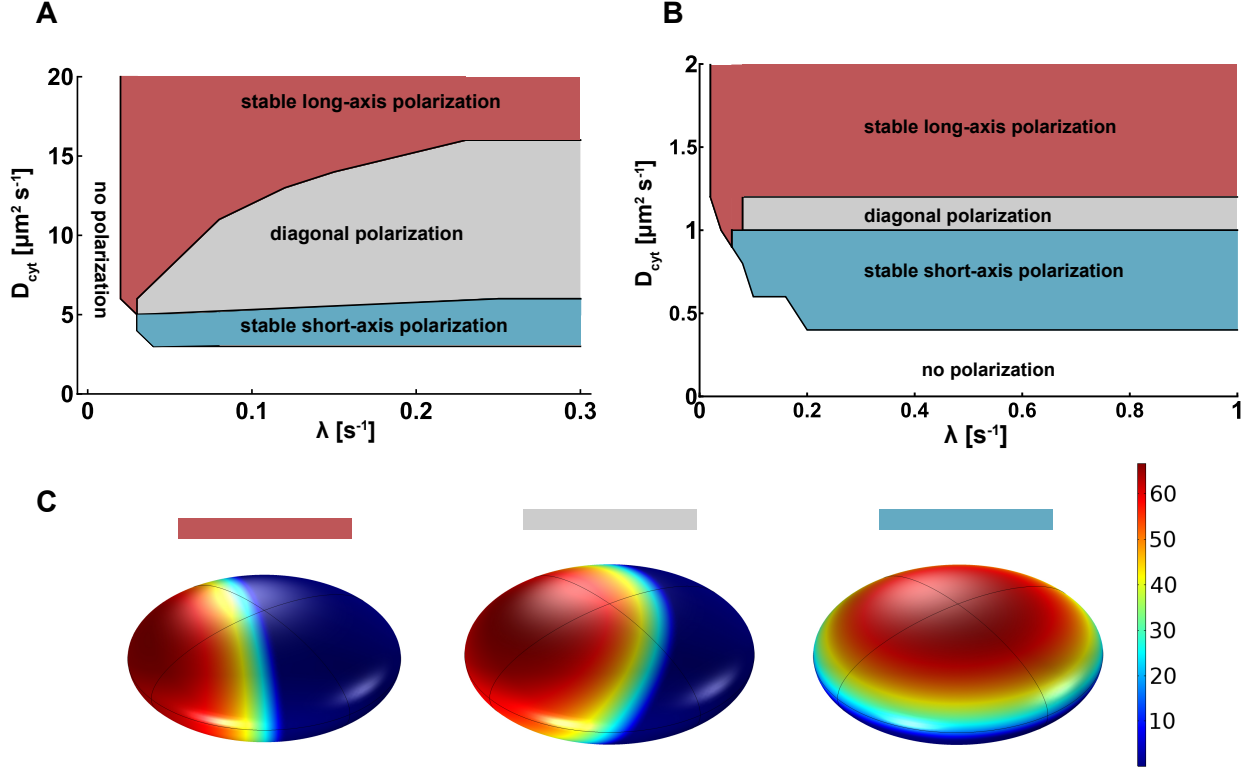 A
B
20
15
10
5
0
D_cyt [μm² s⁻¹]
no polarization
stable long-axis polarization
diagonal polarization
stable short-axis polarization
0
0.1
0.2
0.3
λ [s⁻¹]
2
1.5
1
0.5
0
D_cyt [μm² s⁻¹]
stable long-axis polarization
diagonal polarization
stable short-axis polarization
no polarization
0
0.2
0.4
0.6
0.8
1
λ [s⁻¹]
C
60
50
40
30
20
10